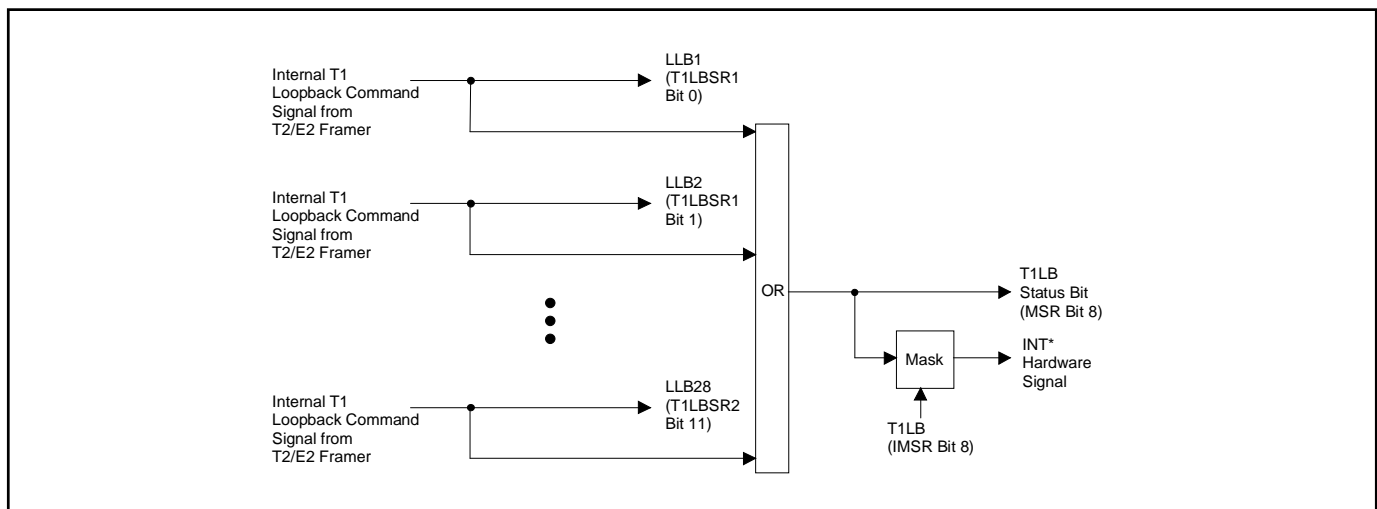 Internal T1
Loopback Command
Signal from
T2/E2 Framer
LLB1
(T1LBSR1
Bit 0)
Internal T1
Loopback Command
Signal from
T2/E2 Framer
LLB2
(T1LBSR1
Bit 1)
OR
T1LB
Status Bit
(MSR Bit 8)
Mask
INT*
Hardware
Signal
Internal T1
Loopback Command
Signal from
T2/E2 Framer
LLB28
(T1LBSR2
Bit 11)
T1LB
(IMSR Bit 8)